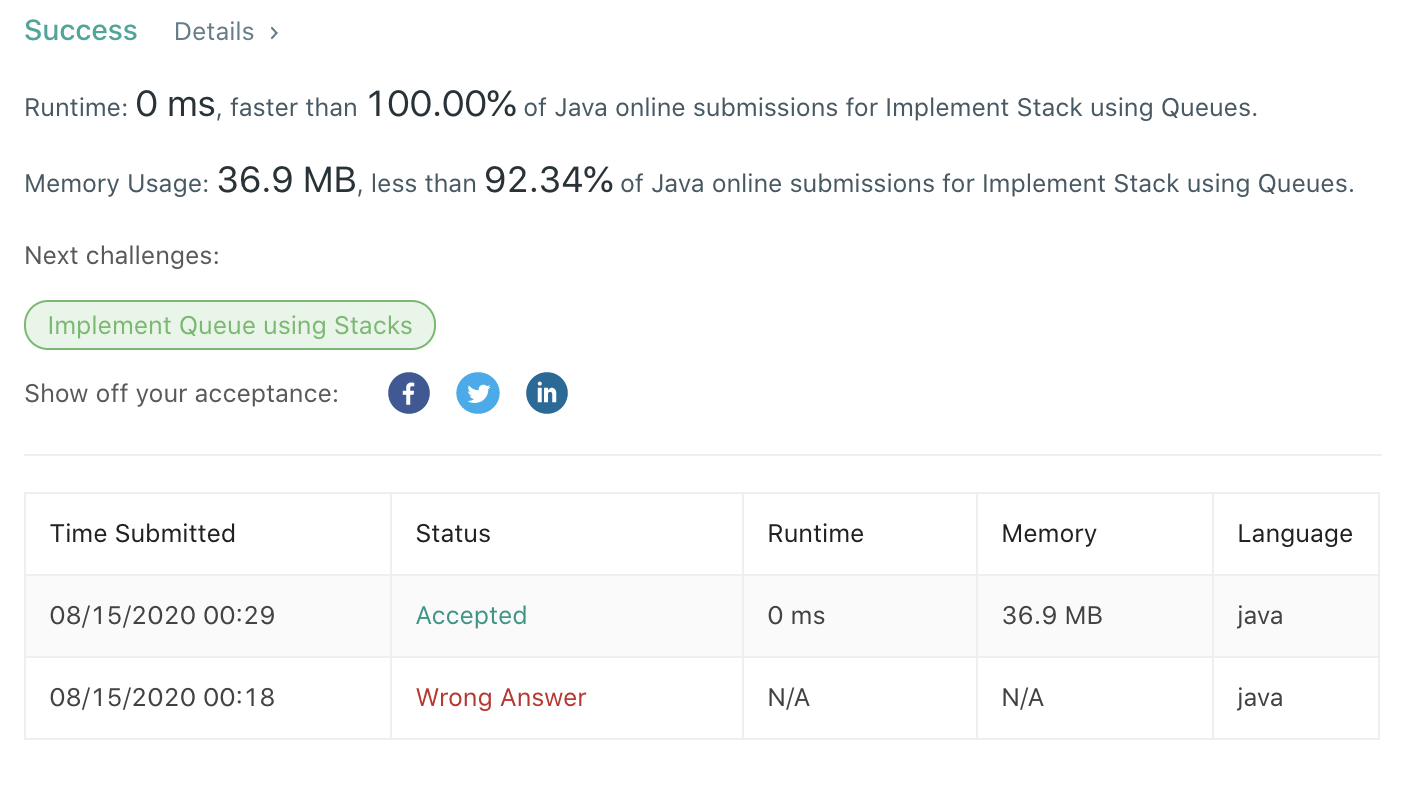 Success Details ›
Runtime: 0 ms, faster than 100.00% of Java online submissions for Implement Stack using Queues.
Memory Usage: 36.9 MB, less than 92.34% of Java online submissions for Implement Stack using Queues.
Next challenges:
Implement Queue using Stacks
Show off your acceptance: f in
Time Submitted Status Runtime Memory Language
08/15/2020 00:29 Accepted 0 ms 36.9 MB java
08/15/2020 00:18 Wrong Answer N/A N/A java